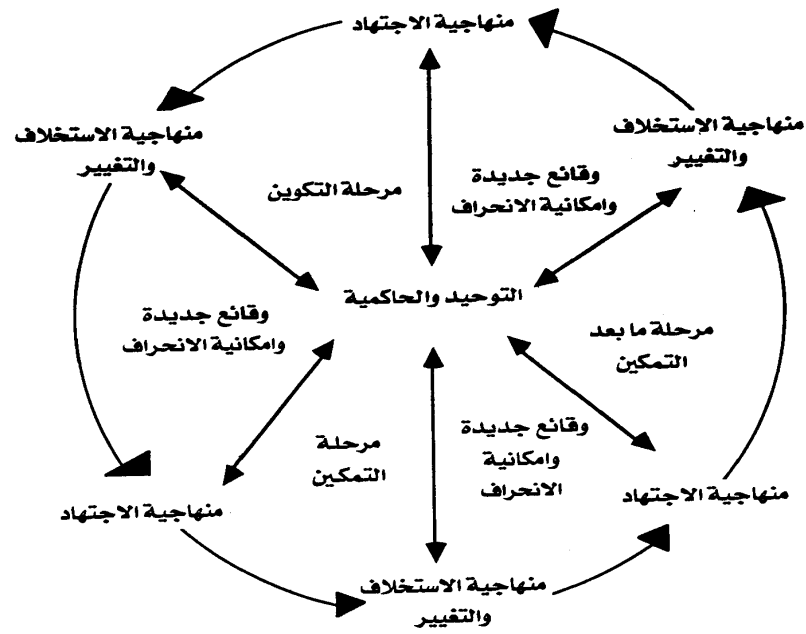 منهاجية الاجتهاد
منهاجية الاستخلاف
والتغيير
منهاجية الاستخلاف
والتغيير
وقائع جديدة
وامكانية الانحراف
مرحلة التكوين
التوحيد والحاكمية
مرحلة ما بعد
التمكين
وقائع جديدة
وامكانية الانحراف
وقائع جديدة
وامكانية
الانحراف
مرحلة
التمكين
منهاجية الاجتهاد
منهاجية الاجتهاد
منهاجية الاستخلاف
والتغيير